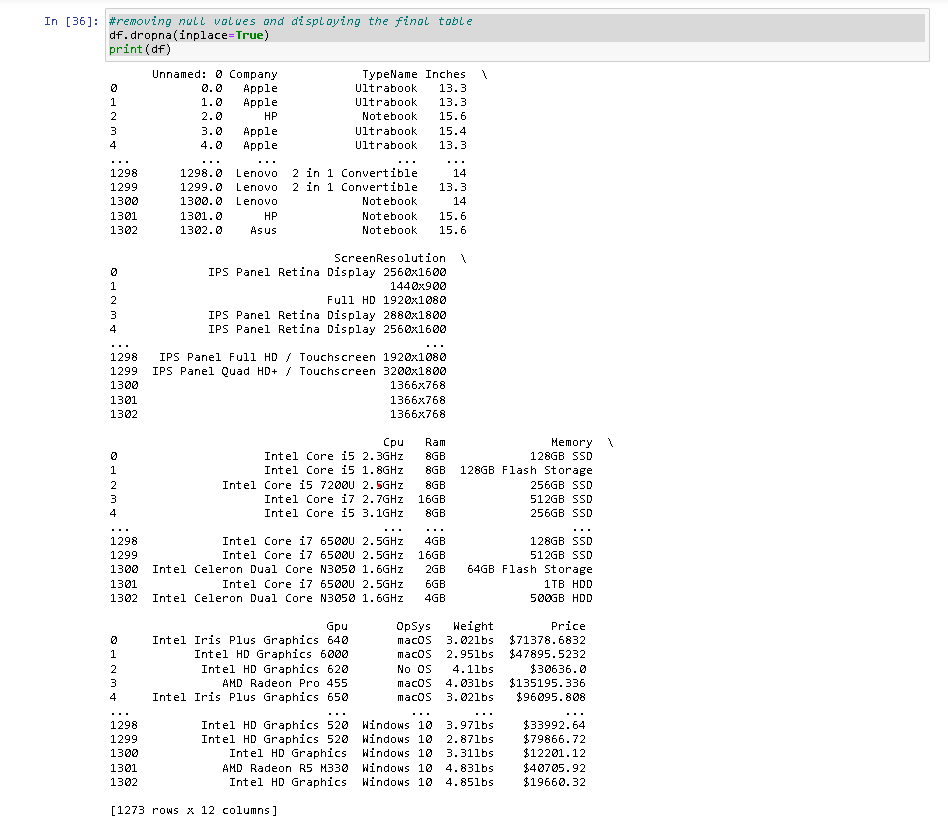 In [36]: #removing null values and displaying the final table
df.dropna(inplace=True)
print(df)
Unnamed: 0 Company TypeName Inches \
0 0.0 Apple Ultrabook 13.3
1 1.0 Apple Ultrabook 13.3
2 2.0 HP Notebook 15.6
3 3.0 Apple Ultrabook 15.4
4 4.0 Apple Ultrabook 13.3
... ... ... ... ...
1298 1298.0 Lenovo 2 in 1 Convertible 14
1299 1299.0 Lenovo 2 in 1 Convertible 13.3
1300 1300.0 Lenovo Notebook 14
1301 1301.0 HP Notebook 15.6
1302 1302.0 Asus Notebook 15.6
ScreenResolution \
0 IPS Panel Retina Display 2560x1600
1 1440x900
2 Full HD 1920x1080
3 IPS Panel Retina Display 2880x1800
4 IPS Panel Retina Display 2560x1600
... ...
1298 IPS Panel Full HD / Touchscreen 1920x1080
1299 IPS Panel Quad HD+ / Touchscreen 3200x1800
1300 1366x768
1301 1366x768
1302 1366x768
Cpu Ram Memory \
0 Intel Core i5 2.3GHz 8GB 128GB SSD
1 Intel Core i5 1.8GHz 8GB 128GB Flash Storage
2 Intel Core i5 7200U 2.5GHz 8GB 256GB SSD
3 Intel Core i7 2.7GHz 16GB 512GB SSD
4 Intel Core i5 3.1GHz 8GB 256GB SSD
... ... ... ...
1298 Intel Core i7 6500U 2.5GHz 4GB 128GB SSD
1299 Intel Core i7 6500U 2.5GHz 16GB 512GB SSD
1300 Intel Celeron Dual Core N3050 1.6GHz 2GB 64GB Flash Storage
1301 Intel Core i7 6500U 2.5GHz 6GB 1TB HDD
1302 Intel Celeron Dual Core N3050 1.6GHz 4GB 500GB HDD
Gpu OpSys Weight Price
0 Intel Iris Plus Graphics 640 macOS 3.02lbs $71378.6832
1 Intel HD Graphics 6000 macOS 2.95lbs $47895.5232
2 Intel HD Graphics 620 No OS 4.1lbs $30636.0
3 AMD Radeon Pro 455 macOS 4.03lbs $135195.336
4 Intel Iris Plus Graphics 650 macOS 3.02lbs $96095.808
... ... ... ... ...
1298 Intel HD Graphics 520 Windows 10 3.97lbs $33992.64
1299 Intel HD Graphics 520 Windows 10 2.87lbs $79866.72
1300 Intel HD Graphics Windows 10 3.31lbs $12201.12
1301 AMD Radeon R5 M330 Windows 10 4.83lbs $40705.92
1302 Intel HD Graphics Windows 10 4.85lbs $19660.32
[1273 rows x 12 columns]